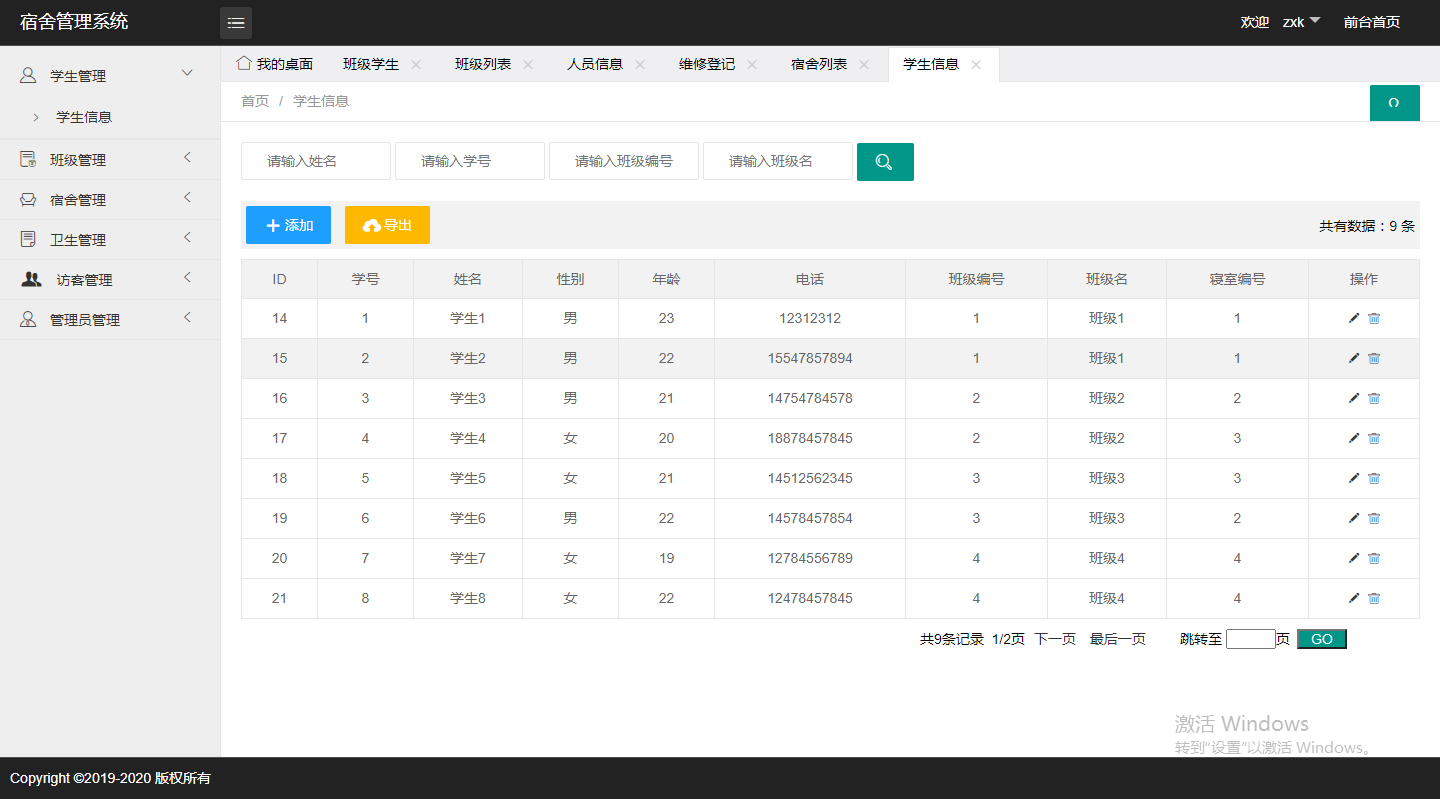 宿舍管理系统 欢迎 zxk 前台首页
学生管理
学生信息
班级管理
宿舍管理
卫生管理
访客管理
管理员管理
我的桌面 班级学生 班级列表 人员信息 维修登记 宿舍列表 学生信息
首页 / 学生信息
请输入姓名 请输入学号 请输入班级编号 请输入班级名
添加 导出 共有数据：9 条
ID 学号 姓名 性别 年龄 电话 班级编号 班级名 寝室编号 操作
14 1 学生1 男 23 12312312 1 班级1 1
15 2 学生2 男 22 15547857894 1 班级1 1
16 3 学生3 男 21 14754784578 2 班级2 2
17 4 学生4 女 20 18878457845 2 班级2 3
18 5 学生5 女 21 14512562345 3 班级3 3
19 6 学生6 男 22 14578457854 3 班级3 2
20 7 学生7 女 19 12784556789 4 班级4 4
21 8 学生8 女 22 12478457845 4 班级4 4
共9条记录 1/2页 下一页 最后一页 跳转至 页 GO
激活 Windows
转到“设置”以激活 Windows。
Copyright ©2019-2020 版权所有